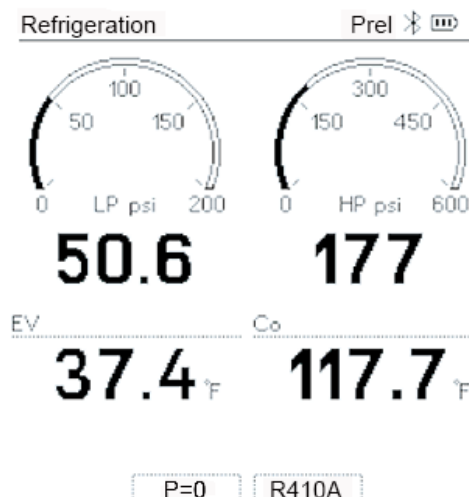 Refrigeration Prel
100 300
50 150 150 450
0 LP psi 200 0 HP psi 600
50.6 177
EV Co
37.4 °F 117.7 °F
P=0 R410A